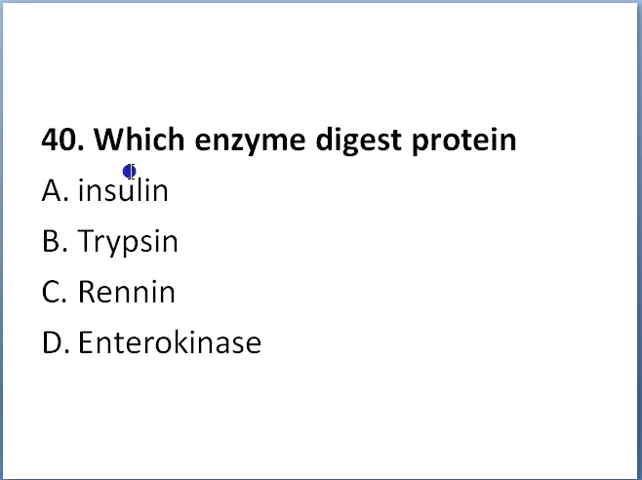 40. Which enzyme digest protein
A. insulin
B. Trypsin
C. Rennin
D. Enterokinase